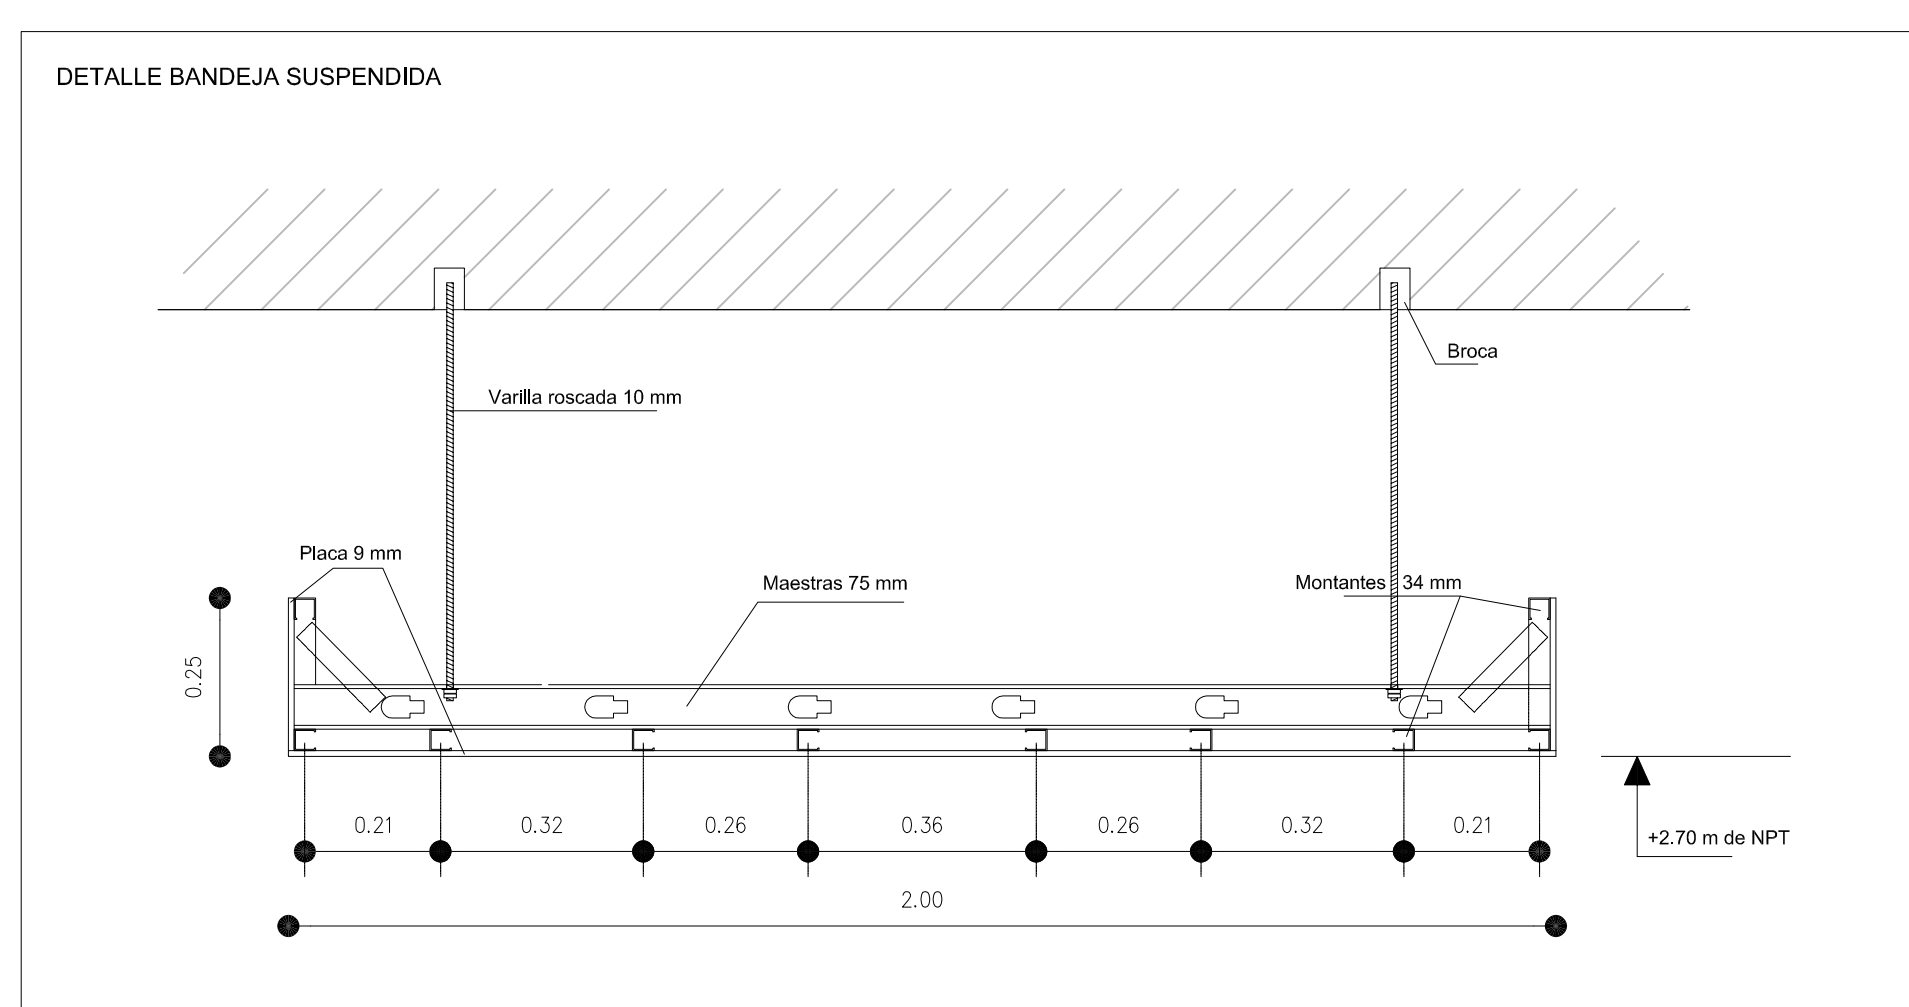 DETALLE BANDEJA SUSPENDIDA
Broca
Varilla roscada 10 mm
Placa 9 mm
Maestras 75 mm
Montantes 34 mm
0.25
0.21
0.32
0.26
0.36
0.26
0.32
0.21
+2.70 m de NPT
2.00